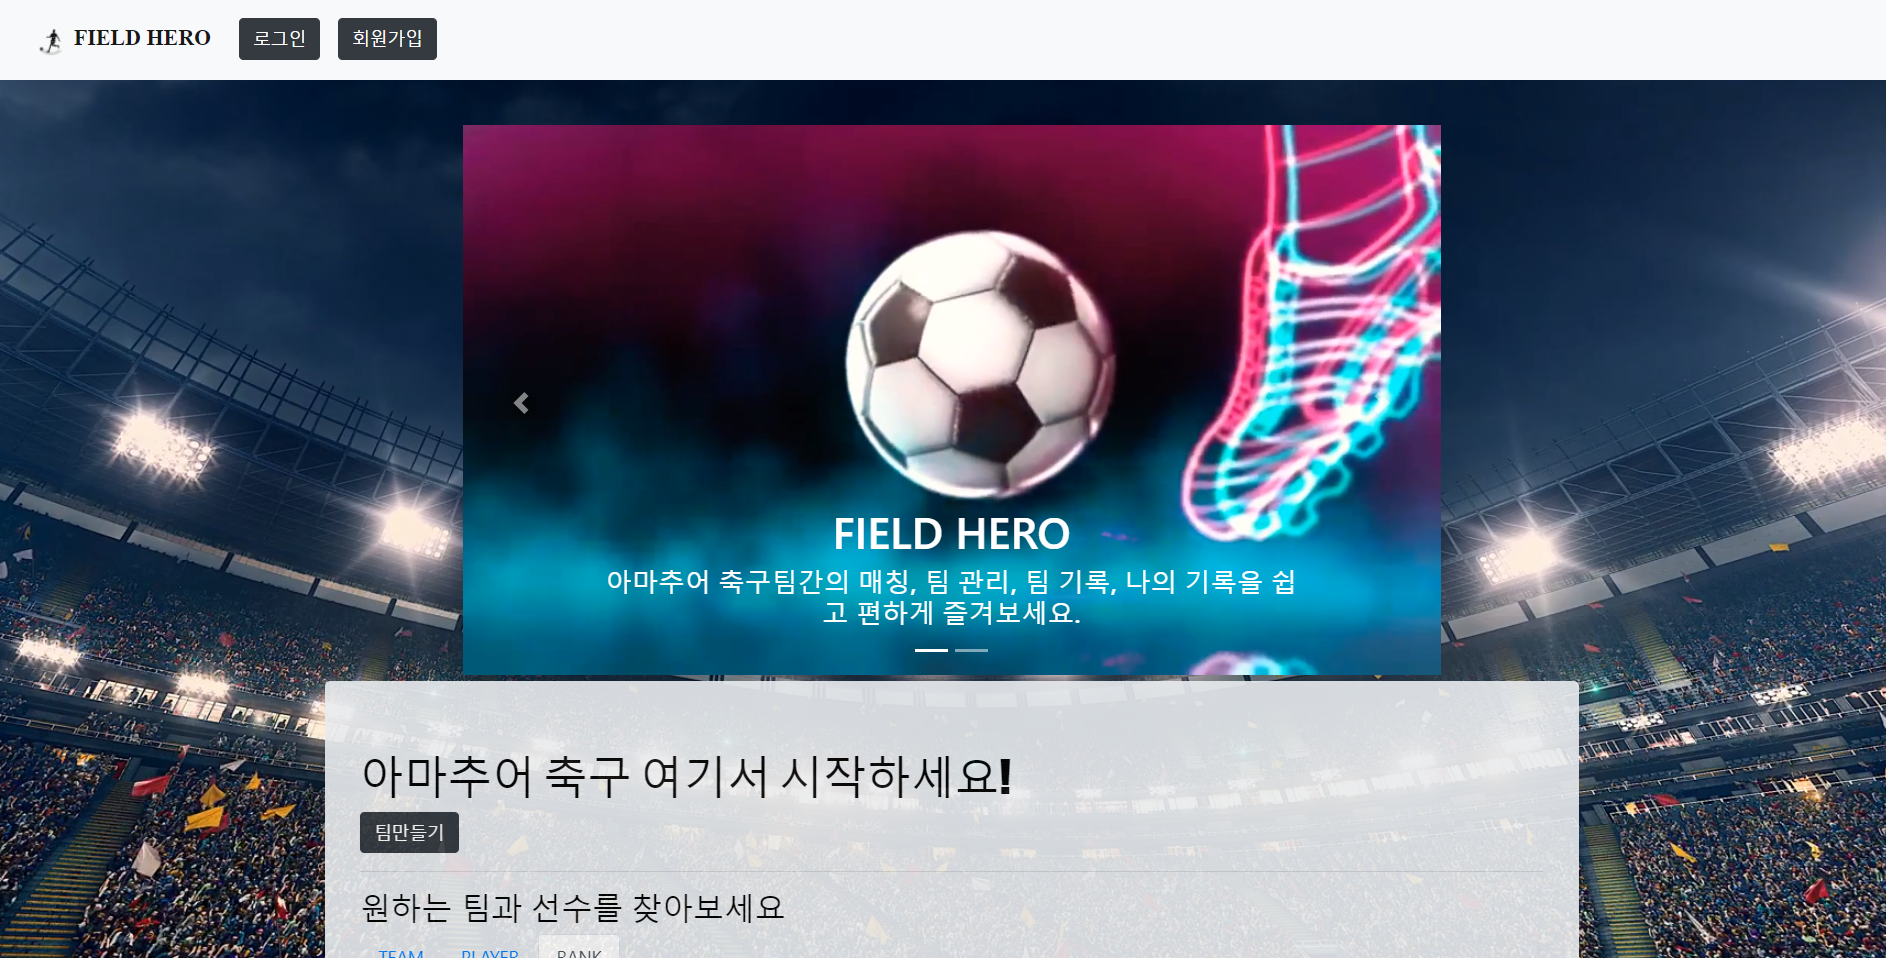 FIELD HERO
로그인
회원가입
FIELD HERO
아마추어 축구팀간의 매칭, 팀 관리, 팀 기록, 나의 기록을 쉽
고 편하게 즐겨보세요.
아마추어 축구 여기서 시작하세요!
팀만들기
원하는 팀과 선수를 찾아보세요
TEAM
PLAYER
RANK